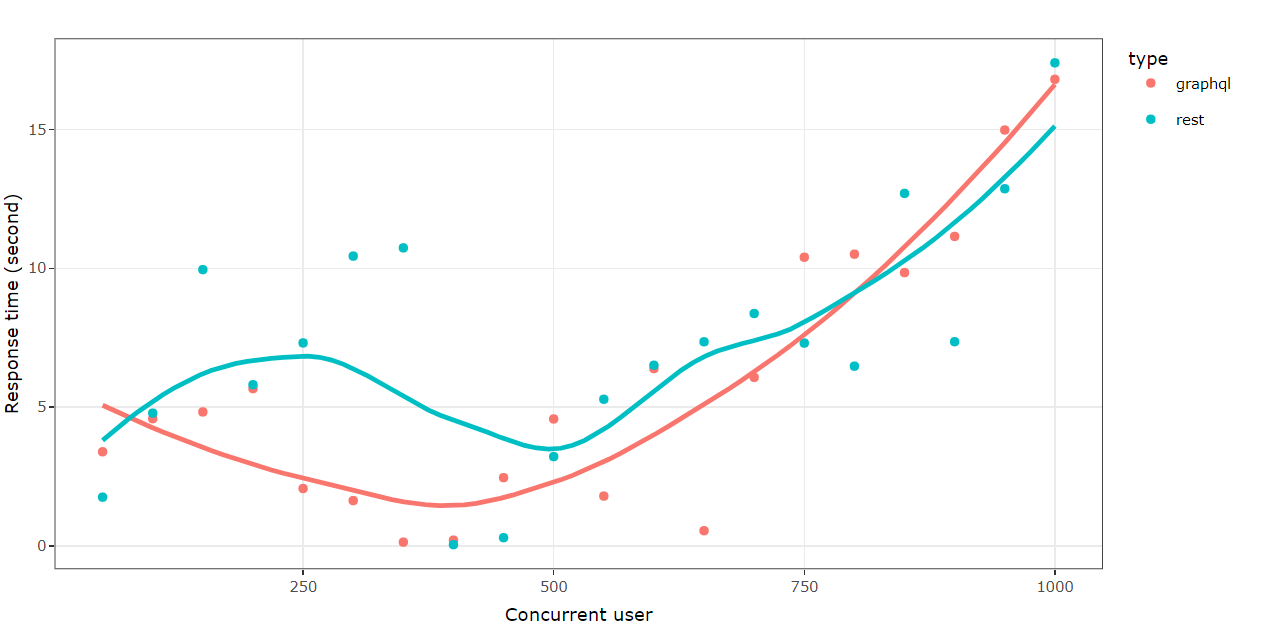 type
graphql
rest
Response time (second)
15
10
5
0
250 500 750 1000
Concurrent user